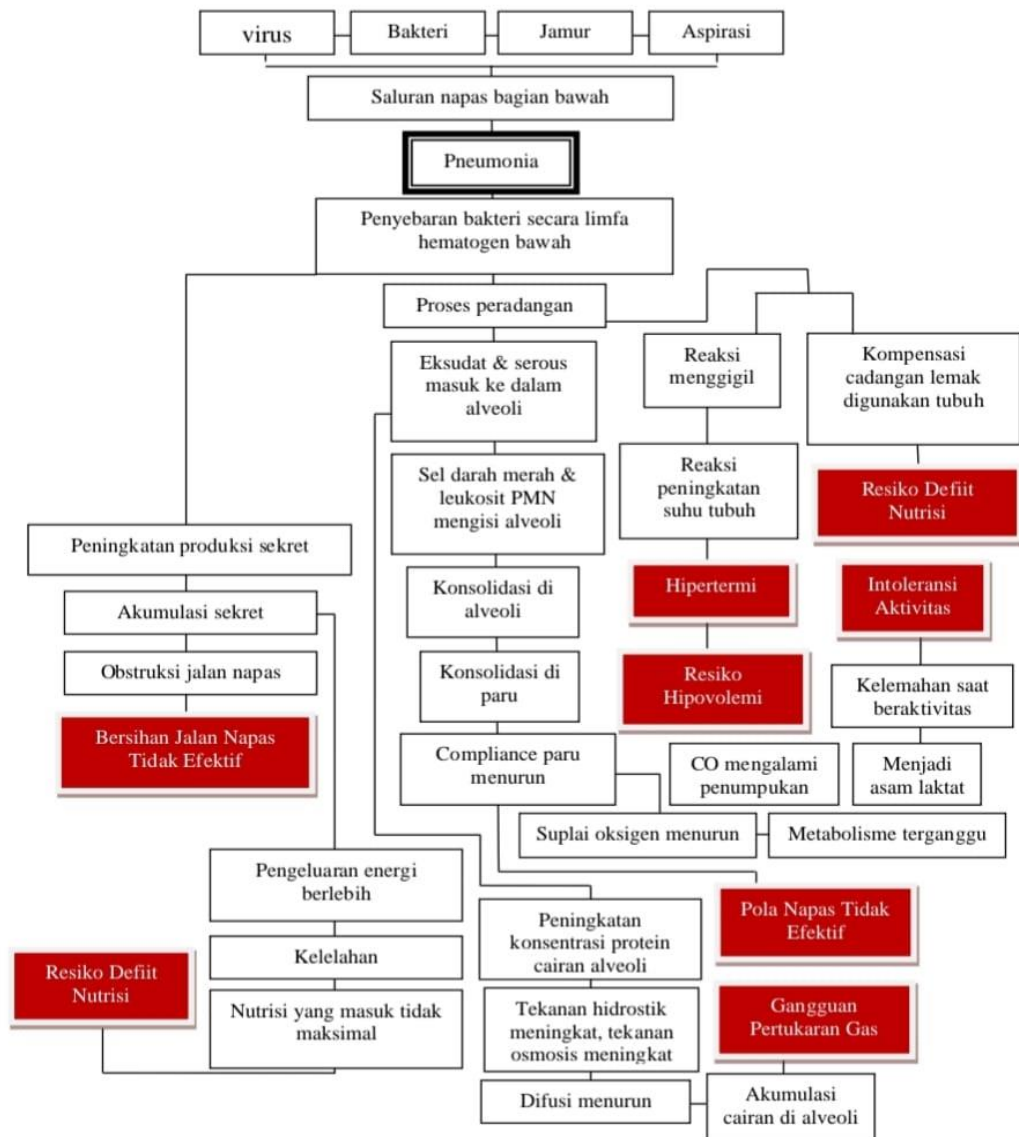 virus
Bakteri
Jamur
Aspirasi
Saluran napas bagian bawah
Pneumonia
Penyebaran bakteri secara limfa
hematogen bawah
Proses peradangan
Eksudat & serous
masuk ke dalam
alveoli
Reaksi
menggigil
Kompensasi
cadangan lemak
digunakan tubuh
Sel darah merah &
leukosit PMN
mengisi alveoli
Reaksi
peningkatan
suhu tubuh
Resiko Defiit
Nutrisi
Peningkatan produksi sekret
Konsolidasi di
alveoli
Hipertermi
Intoleransi
Aktivitas
Akumulasi sekret
Obstruksi jalan napas
Konsolidasi di
paru
Resiko
Hipovolemi
Kelemahan saat
beraktivitas
Bersihan Jalan Napas
Tidak Efektif
Compliance paru
menurun
CO mengalami
penumpukan
Menjadi
asam laktat
Suplai oksigen menurun
Metabolisme terganggu
Pengeluaran energi
berlebih
Peningkatan
konsentrasi protein
cairan alveoli
Pola Napas Tidak
Efektif
Kelelahan
Resiko Defiit
Nutrisi
Nutrisi yang masuk tidak
maksimal
Tekanan hidrostik
meningkat, tekanan
osmosis meningkat
Gangguan
Pertukaran Gas
Difusi menurun
Akumulasi
cairan di alveoli